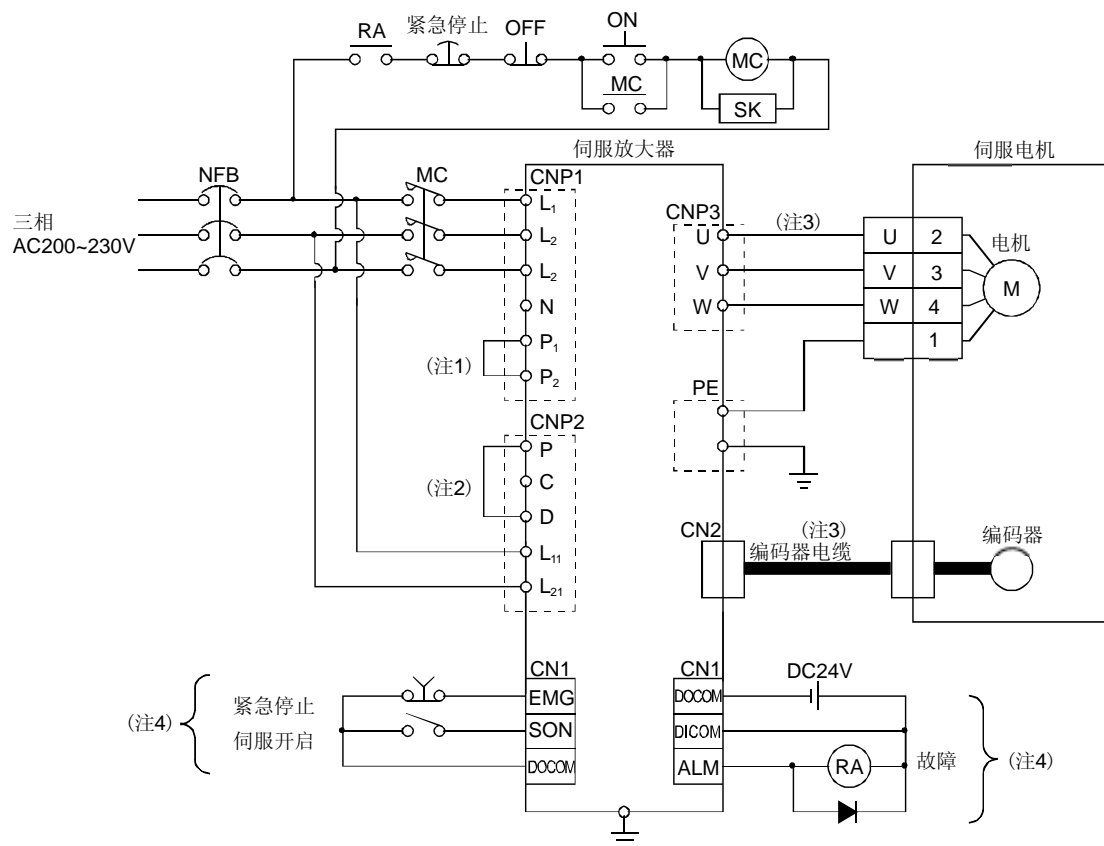 RA
紧急停止
OFF
ON
MC
MC
SK
伺服放大器
伺服电机
NFB
MC
CNP1
三相
AC200~230V
L₁
L₂
L₂
N
P₁
P₂
(注1)
CNP3
U
V
W
(注3)
U 2
V 3
W 4
1
电机
M
PE
CNP2
P
C
D
L₁₁
L₂₁
(注2)
CN2
(注3)
编码器电缆
编码器
(注4)
紧急停止
伺服开启
CN1
EMG
SON
DOCOM
CN1
DOCOM
DICOM
ALM
DC24V
RA
故障
(注4)